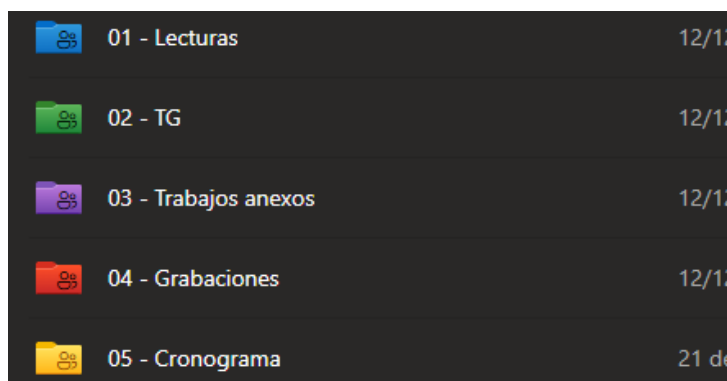 01 - Lecturas 12/12
02 - TG 12/12
03 - Trabajos anexos 12/12
04 - Grabaciones 12/12
05 - Cronograma 21 de